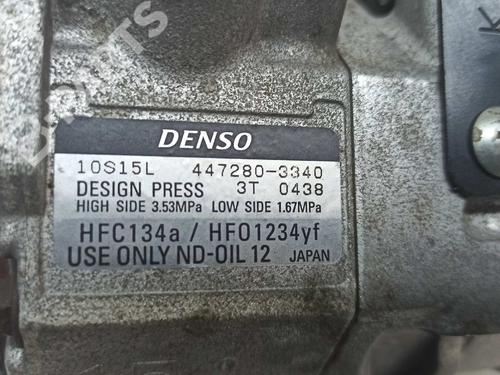 DENSO
10S15L 447280-3340
DESIGN PRESS 3T 0438
HIGH SIDE 3.53MPa LOW SIDE 1.67MPa
HFC134a / HFO1234yf
USE ONLY ND-OIL 12 JAPAN